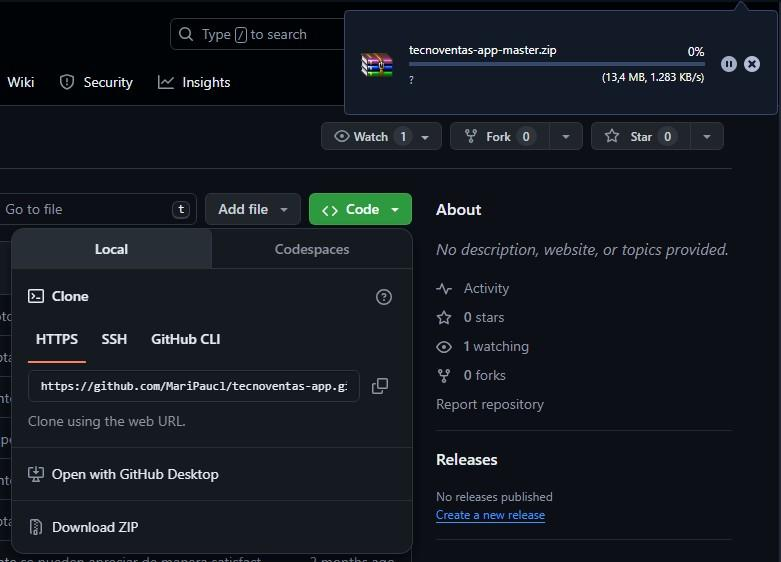 Type / to search
tecnoventas-app-master.zip
0%
(13,4 MB, 1.283 KB/s)
?
Wiki
Security
Insights
Watch 1
Fork 0
Star 0
Go to file
t
Add file
Code
About
No description, website, or topics provided.
Local
Codespaces
Activity
Clone
0 stars
HTTPS
SSH
GitHub CLI
1 watching
0 forks
https://github.com/MariPaucl/tecnoventas-app.gi
Report repository
Clone using the web URL.
Releases
Open with GitHub Desktop
No releases published
Create a new release
Download ZIP
se pueden apreciar de manera satisfact
2 months ago